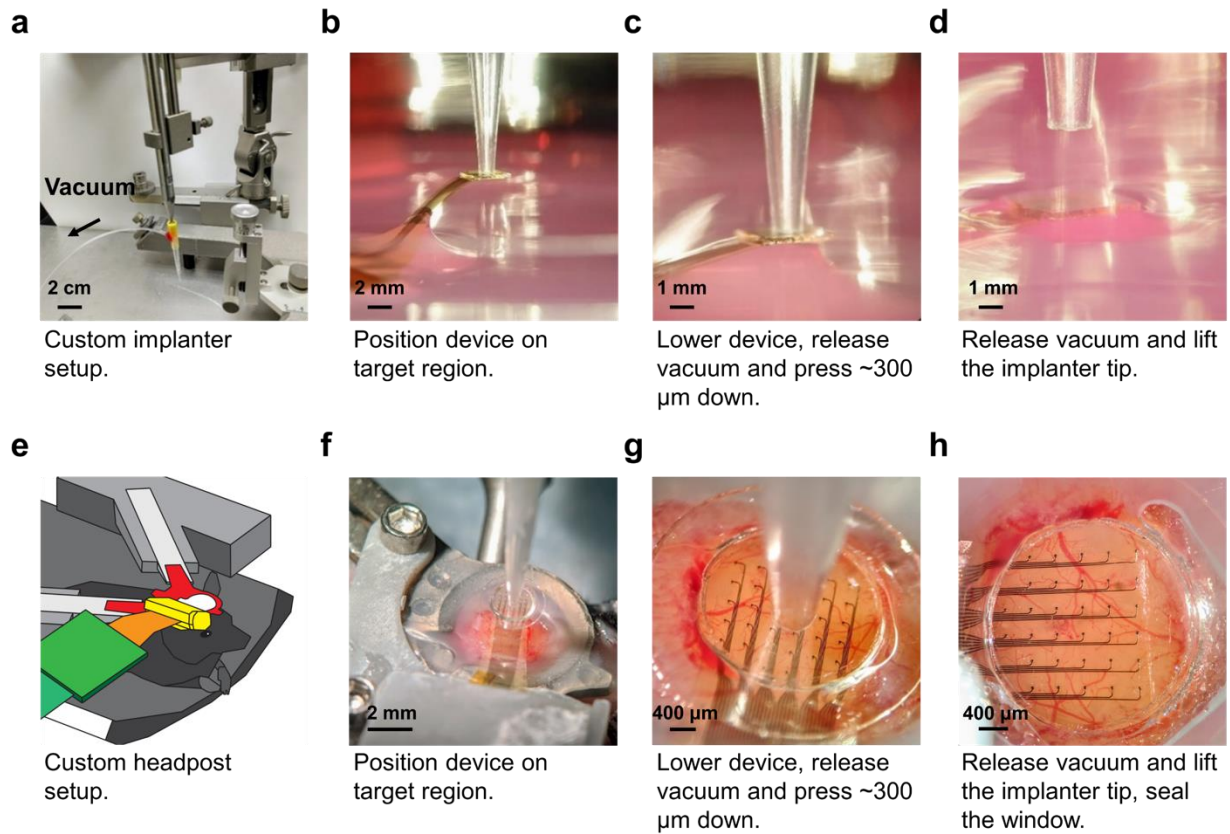 a
b
c
d
Vacuum
2 cm
2 mm
1 mm
1 mm
Custom implanter
setup.
Position device on
target region.
Lower device, release
vacuum and press ~300
µm down.
Release vacuum and lift
the implanter tip.
e
f
g
h
2 mm
400 µm
400 µm
Custom headpost
setup.
Position device on
target region.
Lower device, release
vacuum and press ~300
µm down.
Release vacuum and lift
the implanter tip, seal
the window.